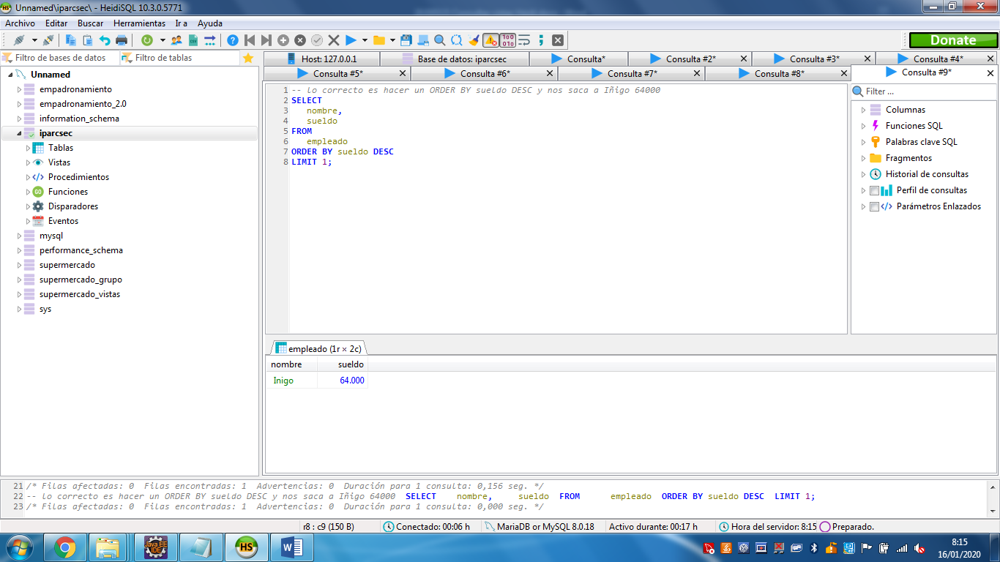 Unnamed\iparcsec\ - HeidiSQL 10.3.0.5771
Archivo Editar Buscar Herramientas Ir a Ayuda
Donate
Filtro de bases de datos Filtro de tablas
Unnamed
empadronamiento
empadronamiento_2.0
information_schema
iparcsec
Tablas
Vistas
Procedimientos
Funciones
Disparadores
Eventos
mysql
performance_schema
supermercado
supermercado_grupo
supermercado_vistas
sys
Host: 127.0.0.1 Base de datos: iparcsec Consulta* Consulta #2* Consulta #3* Consulta #4*
Consulta #5* Consulta #6* Consulta #7* Consulta #8* Consulta #9*
1 -- lo correcto es hacer un ORDER BY sueldo DESC y nos saca a Iñigo 64000
2 SELECT
3 nombre,
4 sueldo
5 FROM
6 empleado
7 ORDER BY sueldo DESC
8 LIMIT 1;
Filter ...
Columnas
Funciones SQL
Palabras clave SQL
Fragmentos
Historial de consultas
Perfil de consultas
Parámetros Enlazados
empleado (1r × 2c)
nombre sueldo
Inigo 64.000
21 /* Filas afectadas: 0 Filas encontradas: 1 Advertencias: 0 Duración para 1 consulta: 0,156 seg. */
22 -- lo correcto es hacer un ORDER BY sueldo DESC y nos saca a Iñigo 64000 SELECT nombre, sueldo FROM empleado ORDER BY sueldo DESC LIMIT 1;
23 /* Filas afectadas: 0 Filas encontradas: 1 Advertencias: 0 Duración para 1 consulta: 0,000 seg. */
r8 : c9 (150 B) Conectado: 00:06 h MariaDB or MySQL 8.0.18 Activo durante: 00:17 h Hora del servidor: 8:15 Preparado.
Java EE
IDE
HS
8:15
16/01/2020